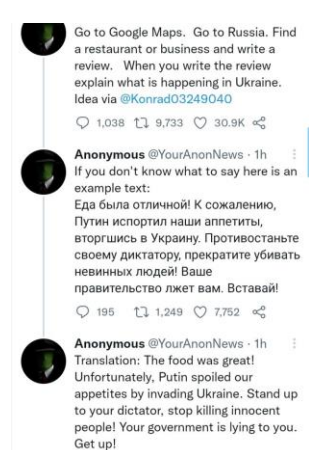 Go to Google Maps. Go to Russia. Find
a restaurant or business and write a
review. When you write the review
explain what is happening in Ukraine.
Idea via @Konrad03249040
1,038 9,733 30.9K
Anonymous @YourAnonNews · 1h
If you don't know what to say here is an
example text:
Еда была отличной! К сожалению,
Путин испортил наши аппетиты,
вторгшись в Украину. Противостаньте
своему диктатору, прекратите убивать
невинных людей! Ваше
правительство лжет вам. Вставай!
195 1,249 7,752
Anonymous @YourAnonNews · 1h
Translation: The food was great!
Unfortunately, Putin spoiled our
appetites by invading Ukraine. Stand up
to your dictator, stop killing innocent
people! Your government is lying to you.
Get up!